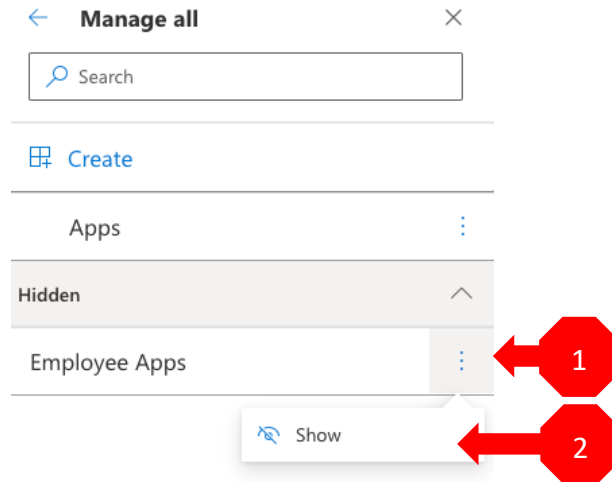 Manage all
Search
Create
Apps
Hidden
Employee Apps
1
Show
2